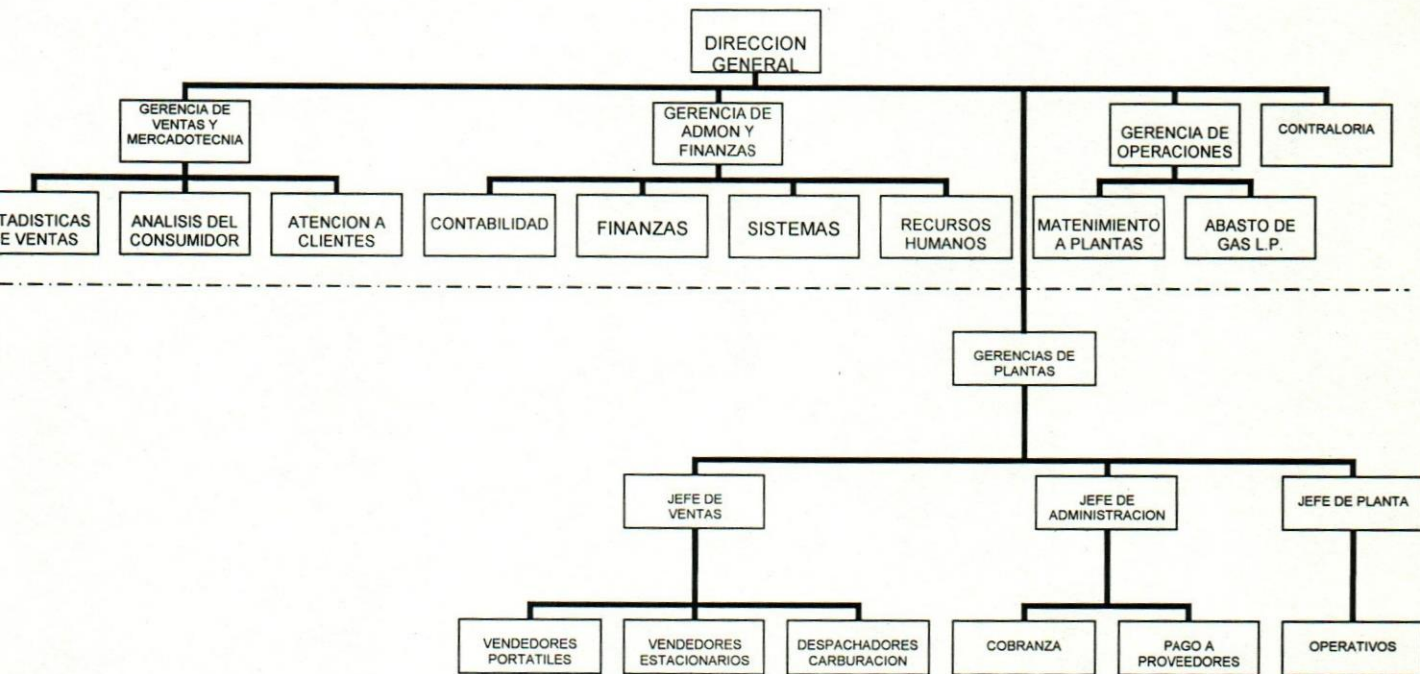 DIRECCION
GENERAL
GERENCIA DE
VENTAS Y
MERCADOTECNIA
GERENCIA DE
ADMON Y
FINANZAS
GERENCIA DE
OPERACIONES
CONTRALORIA
TADISTICAS
E VENTAS
ANALISIS DEL
CONSUMIDOR
ATENCION A
CLIENTES
CONTABILIDAD
FINANZAS
SISTEMAS
RECURSOS
HUMANOS
MATENIMIENTO
A PLANTAS
ABASTO DE
GAS L.P.
GERENCIAS DE
PLANTAS
JEFE DE
VENTAS
JEFE DE
ADMINISTRACION
JEFE DE PLANTA
VENDEDORES
PORTATILES
VENDEDORES
ESTACIONARIOS
DESPACHADORES
CARBURACION
COBRANZA
PAGO A
PROVEEDORES
OPERATIVOS